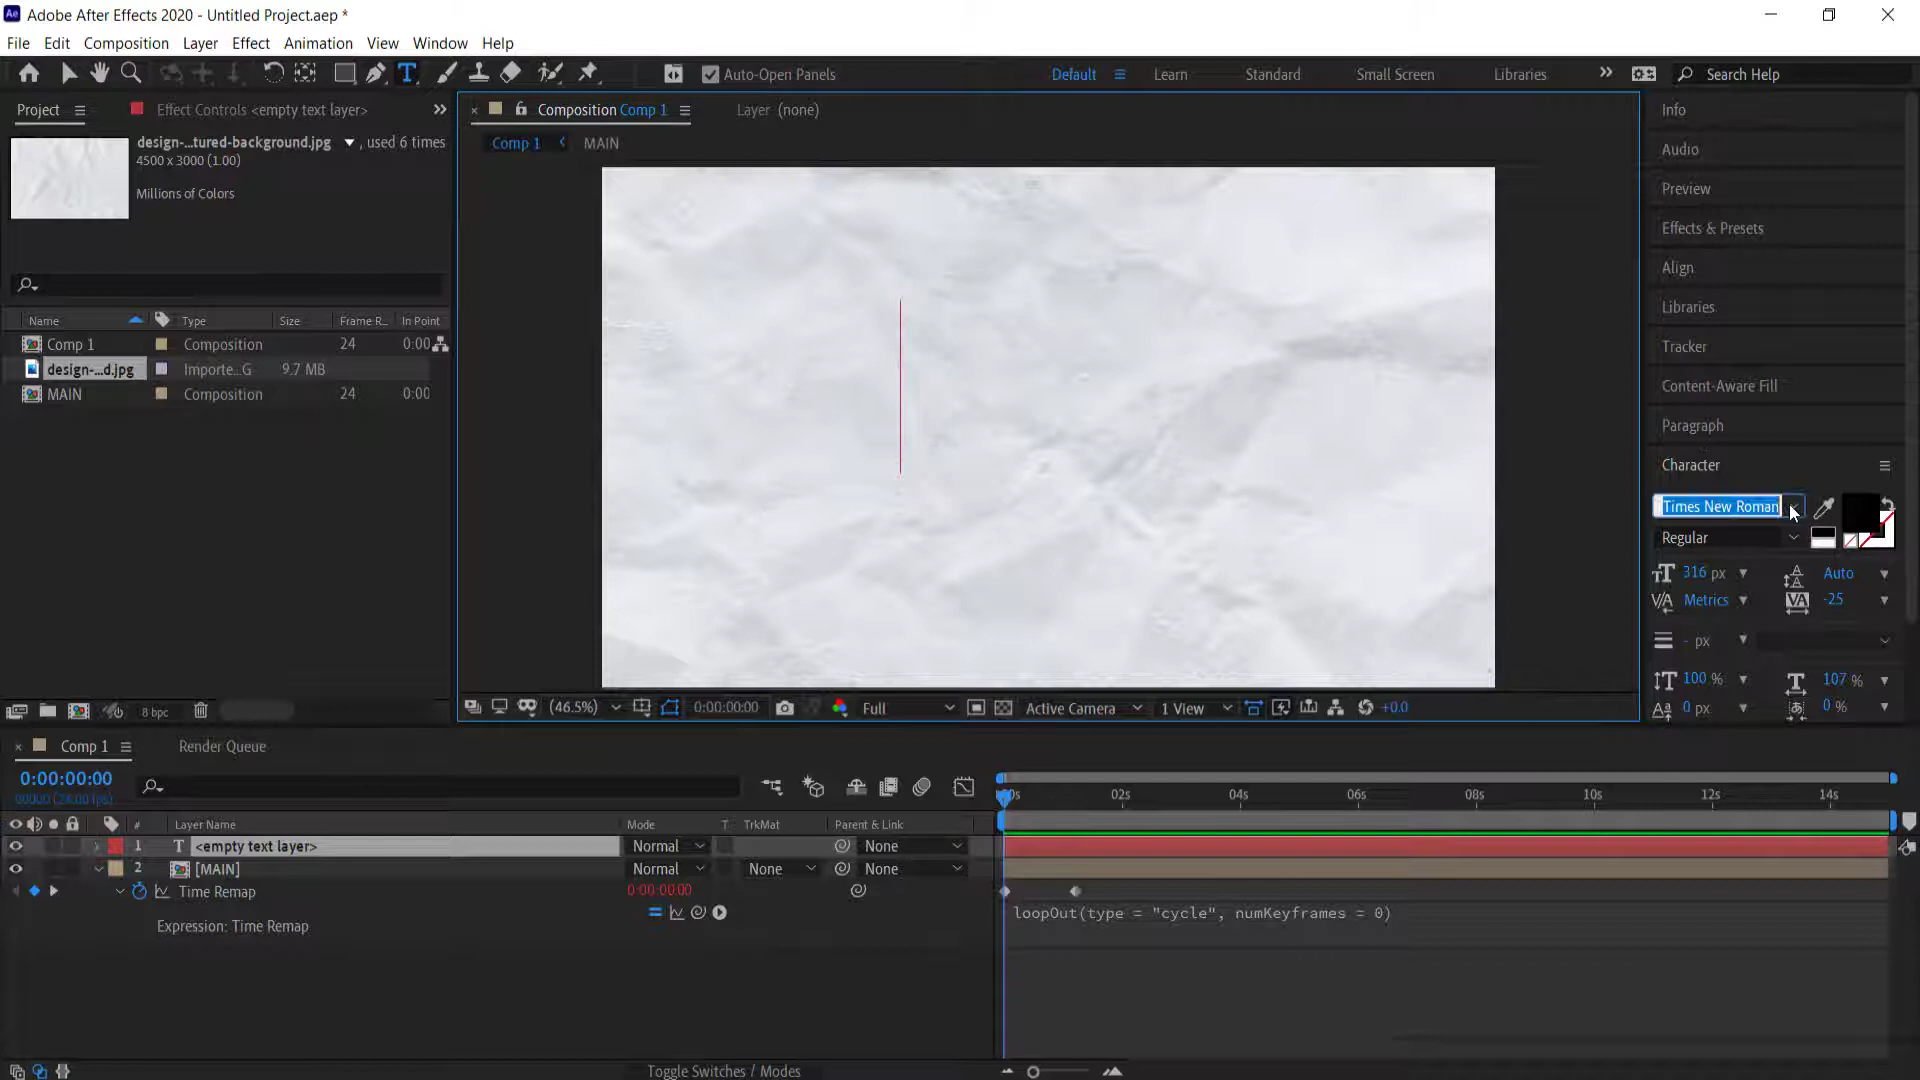 Adobe After Effects 2020 - Untitled Project.aep *
File Edit Composition Layer Effect Animation View Window Help
Auto-Open Panels Default Learn Standard Small Screen Libraries Search Help
Project Effect Controls <empty text layer>
Composition Comp 1 Layer (none)
Comp 1 MAIN
design-...tured-background.jpg , used 6 times
4500 x 3000 (1.00)
Millions of Colors
Name Type Size Frame R... In Point
Comp 1 Composition 24 0:00
design-...d.jpg Importe...G 9.7 MB
MAIN Composition 24 0:00
8 bpc
(46.5%) 0:00:00:00 Full Active Camera 1 View +0.0
Info
Audio
Preview
Effects & Presets
Align
Libraries
Tracker
Content-Aware Fill
Paragraph
Character
Times New Roman
Regular
316 px Auto
Metrics -25
- px
100 % 107 %
0 px 0 %
Comp 1 Render Queue
0:00:00:00
00000 (24.00 fps)
# Layer Name Mode T TrkMat Parent & Link
02s 04s 06s 08s 10s 12s 14s
1 T <empty text layer> Normal None
2 [MAIN] Normal None None
Time Remap 0:00:00:00
loopOut(type = "cycle", numKeyframes = 0)
Expression: Time Remap
Toggle Switches / Modes